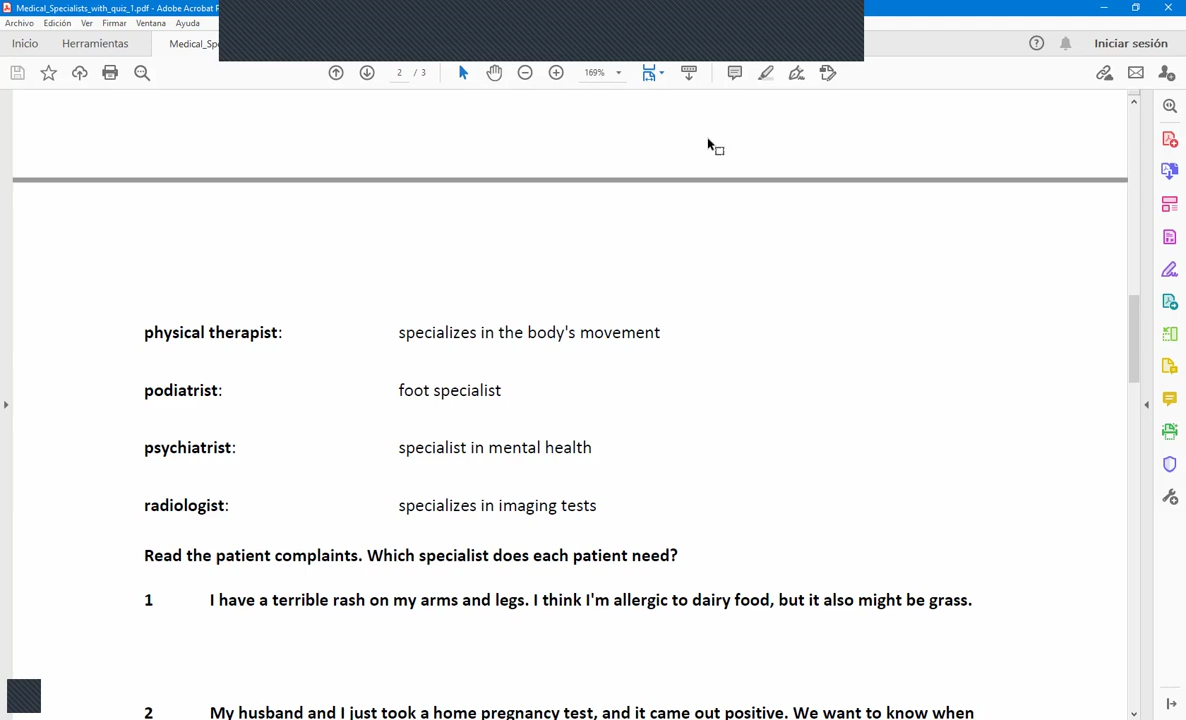 Medical_Specialists_with_quiz_1.pdf - Adobe Acrobat
Archivo Edición Ver Firmar Ventana Ayuda
Inicio Herramientas Medical_Spe
Iniciar sesión
2 / 3 169%
physical therapist: specializes in the body's movement
podiatrist: foot specialist
psychiatrist: specialist in mental health
radiologist: specializes in imaging tests
Read the patient complaints. Which specialist does each patient need?
1 I have a terrible rash on my arms and legs. I think I'm allergic to dairy food, but it also might be grass.
2 My husband and I just took a home pregnancy test, and it came out positive. We want to know when